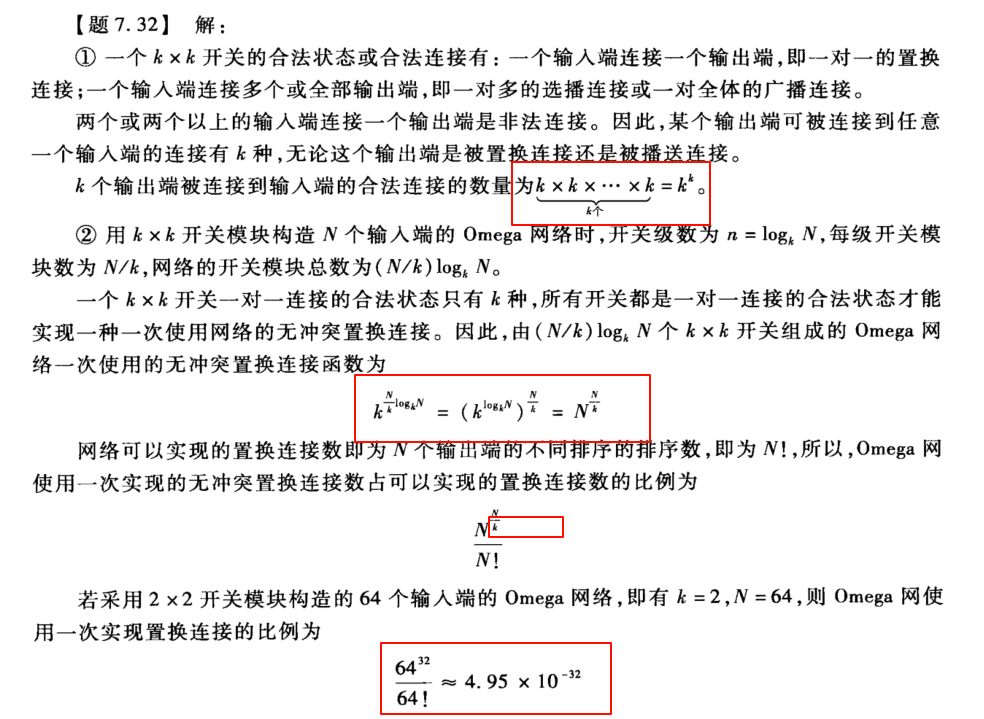 【题7.32】 解：
① 一个 k×k 开关的合法状态或合法连接有：一个输入端连接一个输出端,即一对一的置换
连接;一个输入端连接多个或全部输出端,即一对多的选播连接或一对全体的广播连接。
两个或两个以上的输入端连接一个输出端是非法连接。因此,某个输出端可被连接到任意
一个输入端的连接有 k 种,无论这个输出端是被置换连接还是被播送连接。
k 个输出端被连接到输入端的合法连接的数量为k×k×⋯×k=k^k。
k个
② 用 k×k 开关模块构造 N 个输入端的 Omega 网络时,开关级数为 n=log_k N,每级开关模
块数为 N/k,网络的开关模块总数为(N/k)log_k N。
一个 k×k 开关一对一连接的合法状态只有 k 种,所有开关都是一对一连接的合法状态才能
实现一种一次使用网络的无冲突置换连接。因此,由(N/k)log_k N 个 k×k 开关组成的 Omega 网
络一次使用的无冲突置换连接函数为
k^{\frac{N}{k}log_k N} = (k^{log_k N})^{\frac{N}{k}} = N^{\frac{N}{k}}
网络可以实现的置换连接数即为 N 个输出端的不同排序的排序数,即为 N!,所以,Omega 网
使用一次实现的无冲突置换连接数占可以实现的置换连接数的比例为
N^{\frac{N}{k}}
N!
若采用 2×2 开关模块构造的 64 个输入端的 Omega 网络,即有 k=2,N=64,则 Omega 网使
用一次实现置换连接的比例为
64^{32}
64! ≈ 4.95 × 10^{-32}